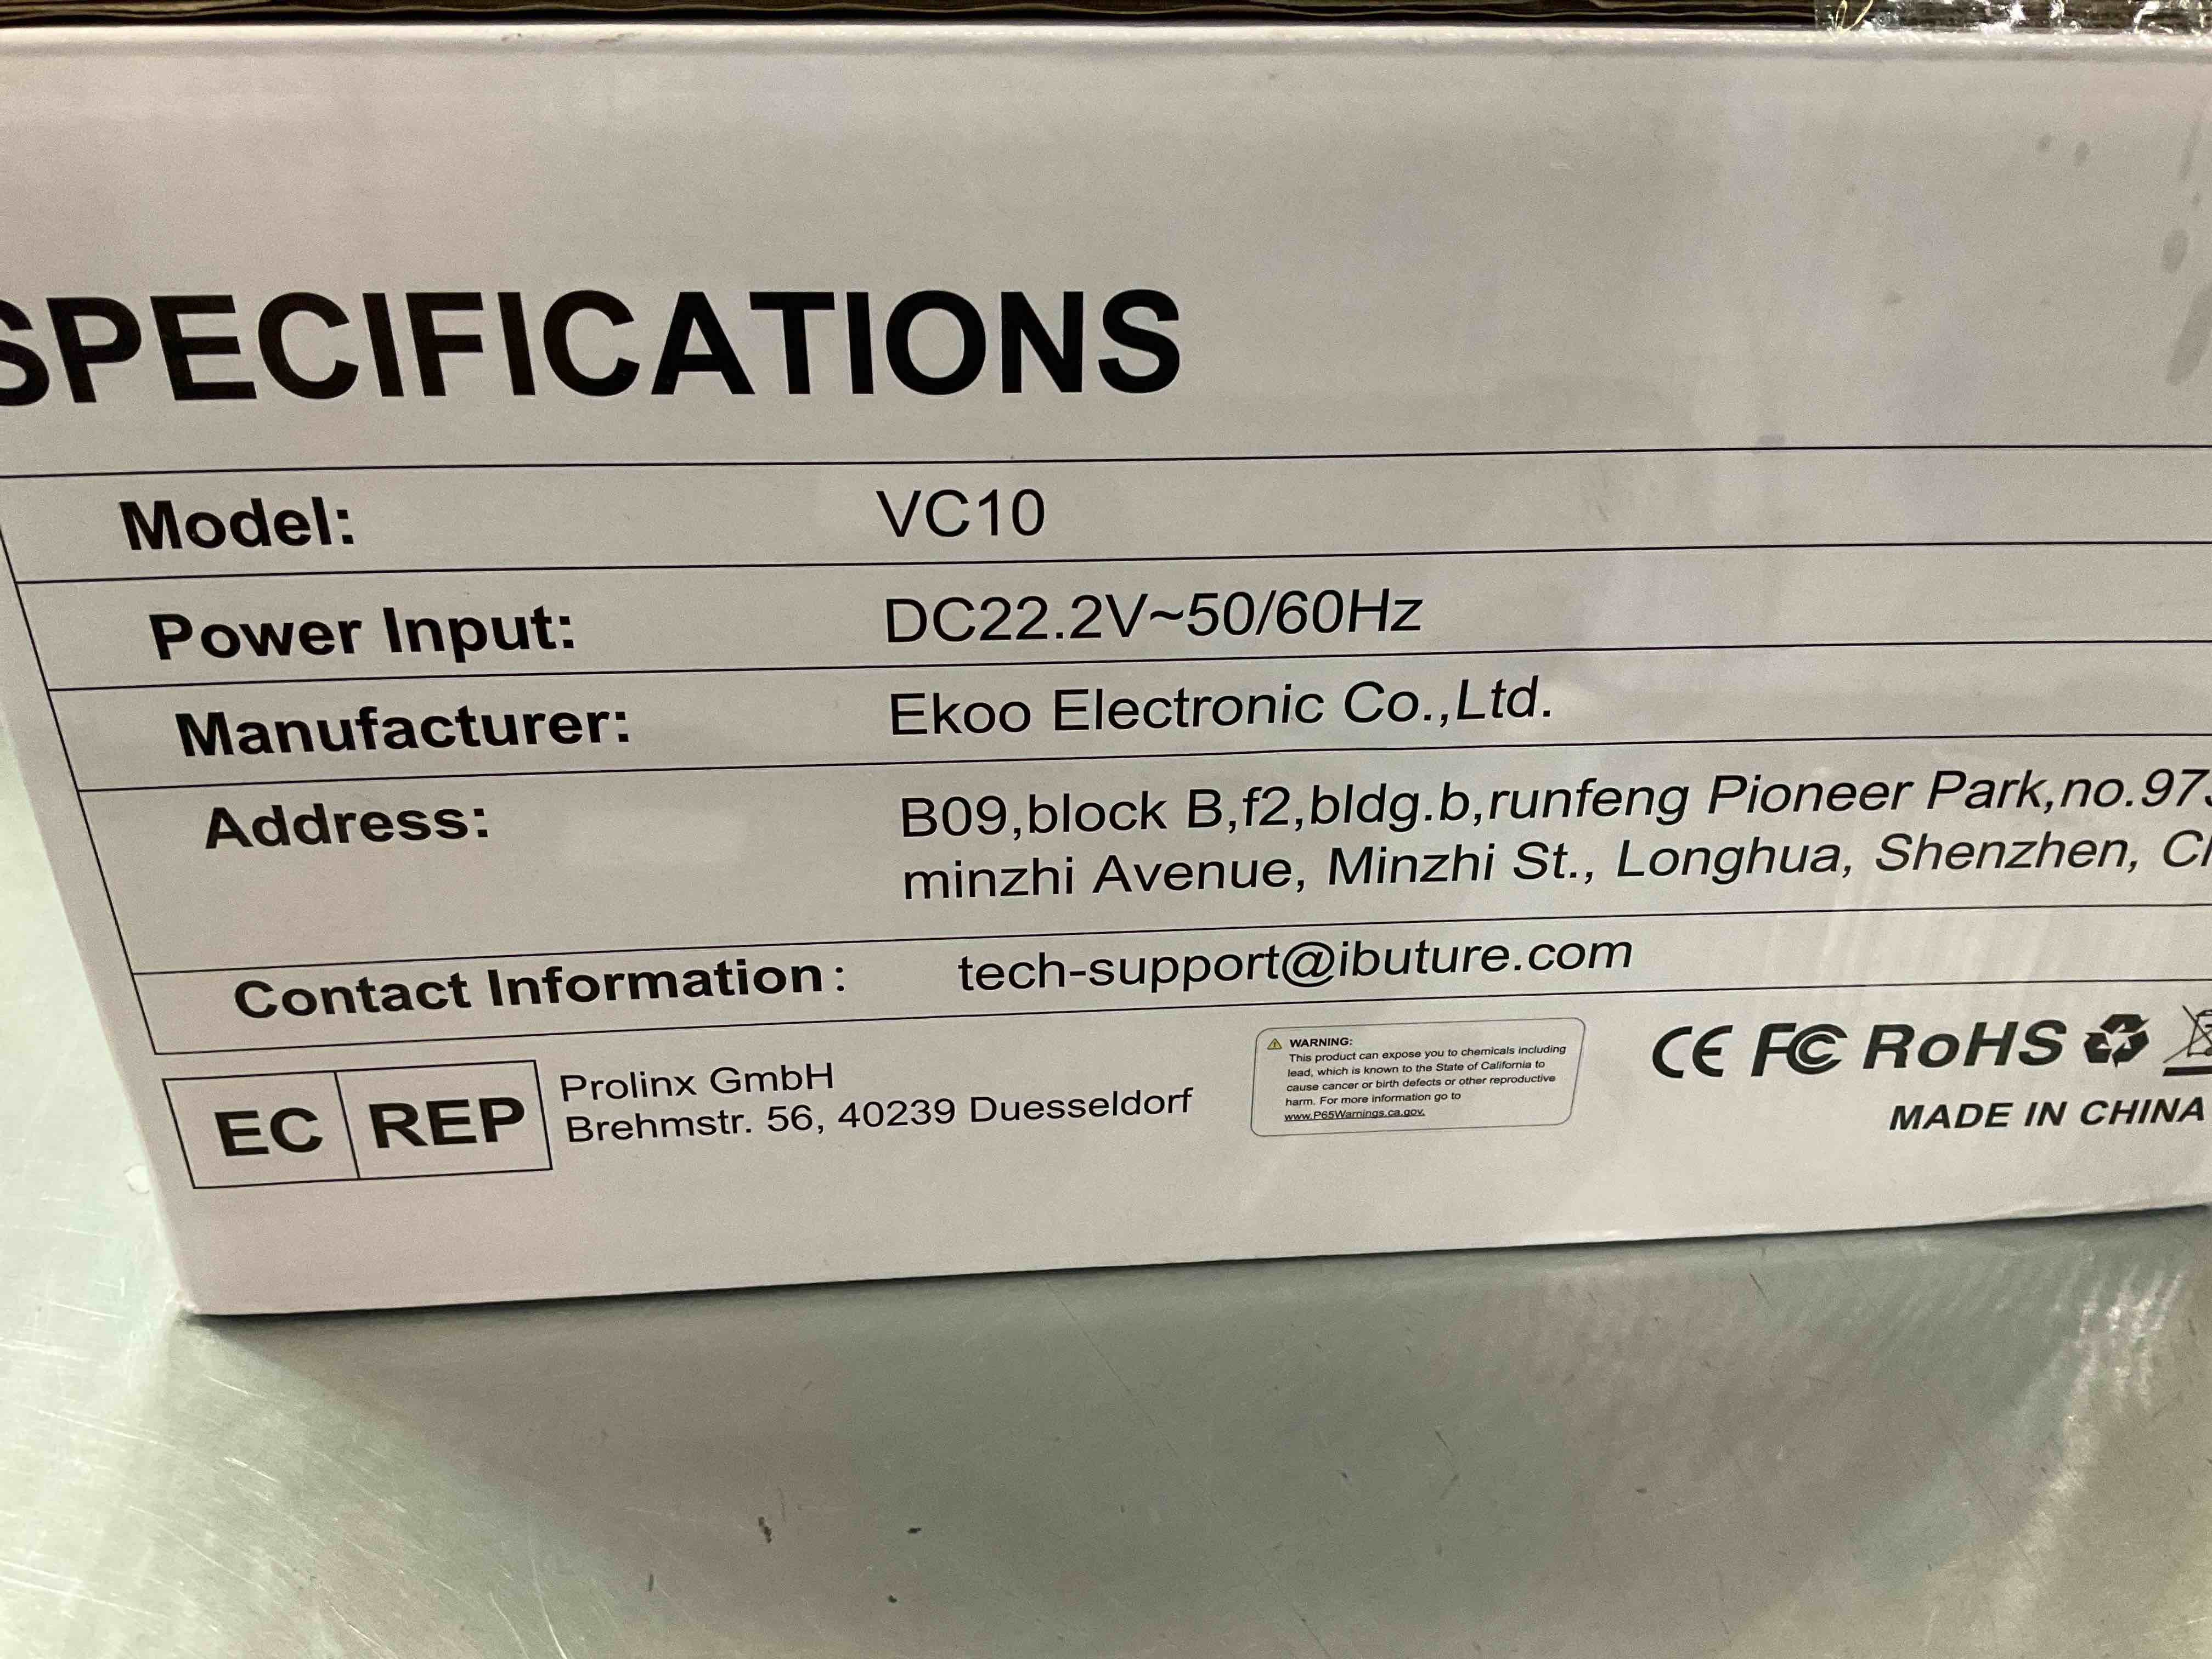 SPECIFICATIONS
Model: VC10
Power Input: DC22.2V~50/60Hz
Manufacturer: Ekoo Electronic Co.,Ltd.
Address: B09,block B,f2,bldg.b,runfeng Pioneer Park,no.97
minzhi Avenue, Minzhi St., Longhua, Shenzhen,
Contact Information: tech-support@ibuture.com
EC REP
Prolinx GmbH
Brehmstr. 56, 40239 Duesseldorf
WARNING:
This product can expose you to chemicals including
lead, which is known to the State of California to
cause cancer or birth defects or other reproductive
harm. For more information go to
www.P65Warnings.ca.gov.
CE FC RoHS
MADE IN CHINA